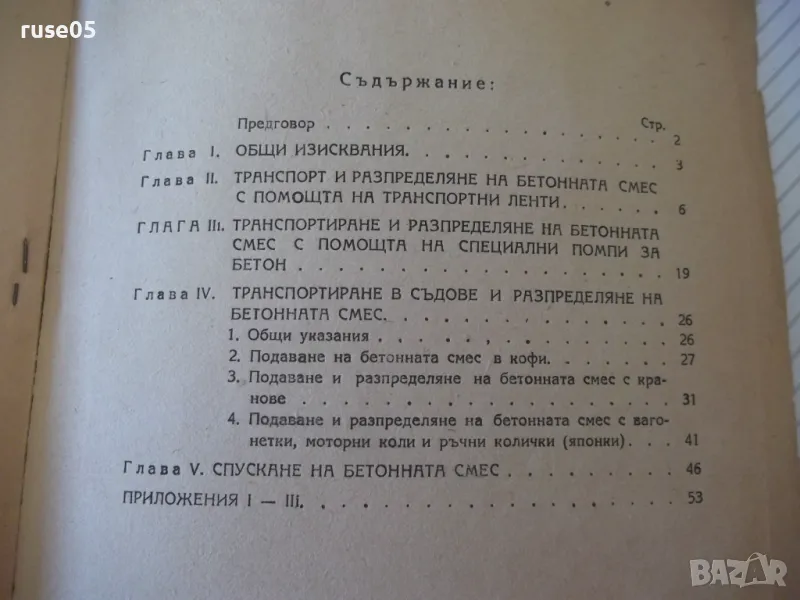 ruse05
Съдържание:
Предговор . . . . . . . . . . . . . . . Стр. 2
Глава I. ОБЩИ ИЗИСКВАНИЯ. . . . . . . . . . . . 3
Глава II. ТРАНСПОРТ И РАЗПРЕДЕЛЯНЕ НА БЕТОННАТА СМЕС
С ПОМОЩТА НА ТРАНСПОРТНИ ЛЕНТИ. . . . . . 6
ГЛАГА III. ТРАНСПОРТИРАНЕ И РАЗПРЕДЕЛЯНЕ НА БЕТОННАТА
СМЕС С ПОМОЩТА НА СПЕЦИАЛНИ ПОМПИ ЗА
БЕТОН . . . . . . . . . . . . . . . . . 19
Глава IV. ТРАНСПОРТИРАНЕ В СЪДОВЕ И РАЗПРЕДЕЛЯНЕ НА
БЕТОННАТА СМЕС. . . . . . . . . . . . . 26
1. Общи указания . . . . . . . . . . . . . 26
2. Подаване на бетонната смес в кофи. . . . . . . 27
3. Подаване и разпределяне на бетонната смес с кра-
нове . . . . . . . . . . . . . . . . . 31
4. Подаване и разпределяне на бетонната смес с ваго-
нетки, моторни коли и ръчни колички (японки) . . . 41
Глава V. СПУСКАНЕ НА БЕТОННАТА СМЕС . . . . . . . . 46
ПРИЛОЖЕНИЯ I — III. . . . . . . . . . . . . . . . 53
BAZAR